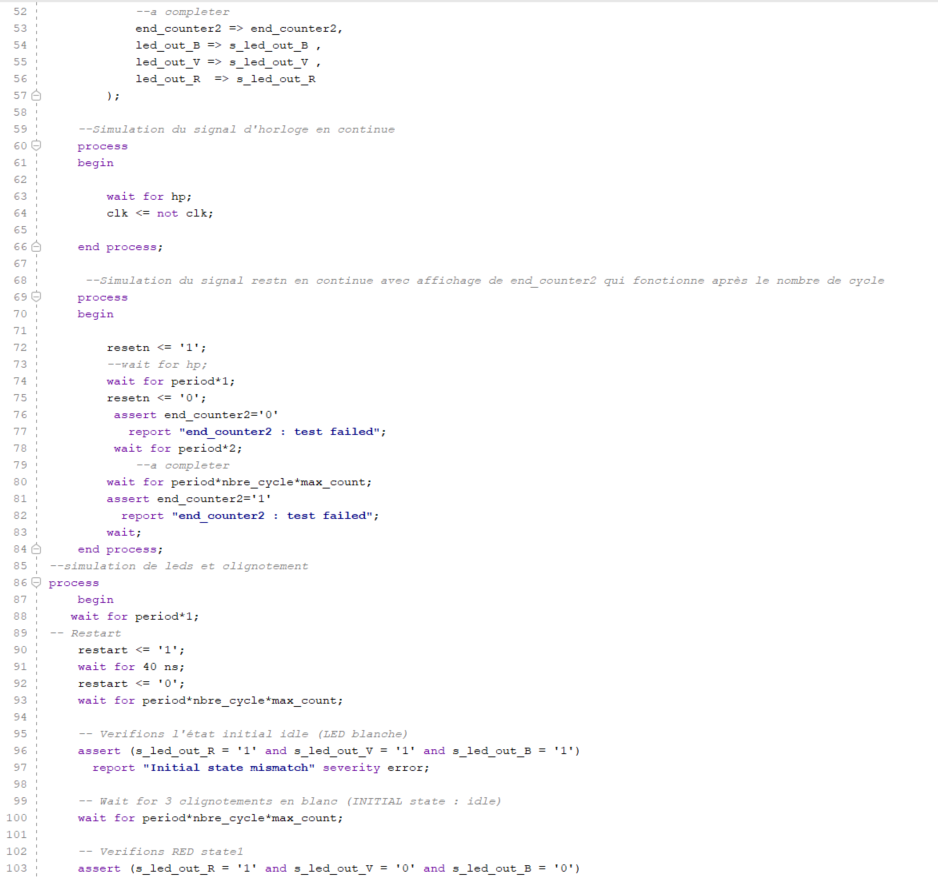 52 --a completer
53 end_counter2 => end_counter2,
54 led_out_B => s_led_out_B ,
55 led_out_V => s_led_out_V ,
56 led_out_R  => s_led_out_R
57 );
58
59 --Simulation du signal d'horloge en continue
60 process
61 begin
62
63 wait for hp;
64 clk <= not clk;
65
66 end process;
67
68 --Simulation du signal restn en continue avec affichage de end_counter2 qui fonctionne après le nombre de cycle
69 process
70 begin
71
72 resetn <= '1';
73 --wait for hp;
74 wait for period*1;
75 resetn <= '0';
76 assert end_counter2='0'
77 report "end_counter2 : test failed";
78 wait for period*2;
79 --a completer
80 wait for period*nbre_cycle*max_count;
81 assert end_counter2='1'
82 report "end_counter2 : test failed";
83 wait;
84 end process;
85 --simulation de leds et clignotement
86 process
87 begin
88 wait for period*1;
89 -- Restart
90 restart <= '1';
91 wait for 40 ns;
92 restart <= '0';
93 wait for period*nbre_cycle*max_count;
94
95 -- Verifions l'état initial idle (LED blanche)
96 assert (s_led_out_R = '1' and s_led_out_V = '1' and s_led_out_B = '1')
97 report "Initial state mismatch" severity error;
98
99 -- Wait for 3 clignotements en blanc (INITIAL state : idle)
100 wait for period*nbre_cycle*max_count;
101
102 -- Verifions RED state1
103 assert (s_led_out_R = '1' and s_led_out_V = '0' and s_led_out_B = '0')